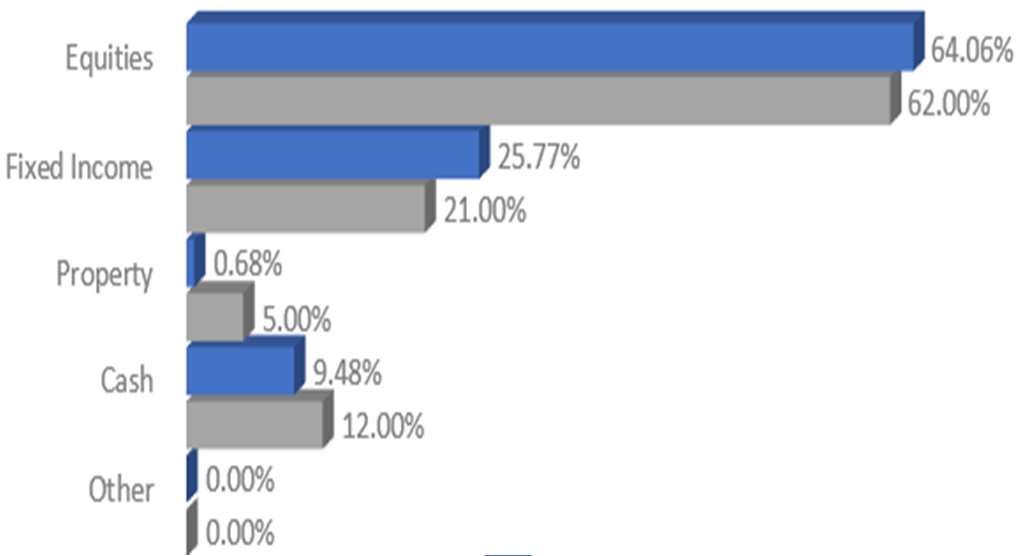 Equities
64.06%
62.00%
Fixed Income
25.77%
21.00%
Property
0.68%
5.00%
Cash
9.48%
12.00%
Other
0.00%
0.00%